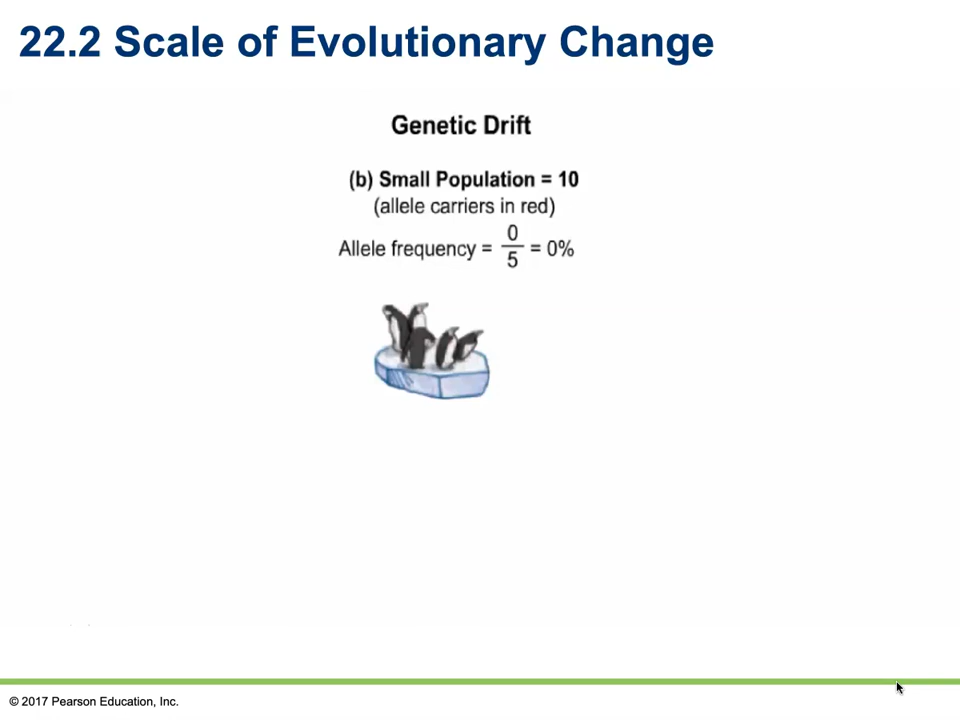 22.2 Scale of Evolutionary Change
Genetic Drift
(b) Small Population = 10
(allele carriers in red)
Allele frequency = 0/5 = 0%
© 2017 Pearson Education, Inc.